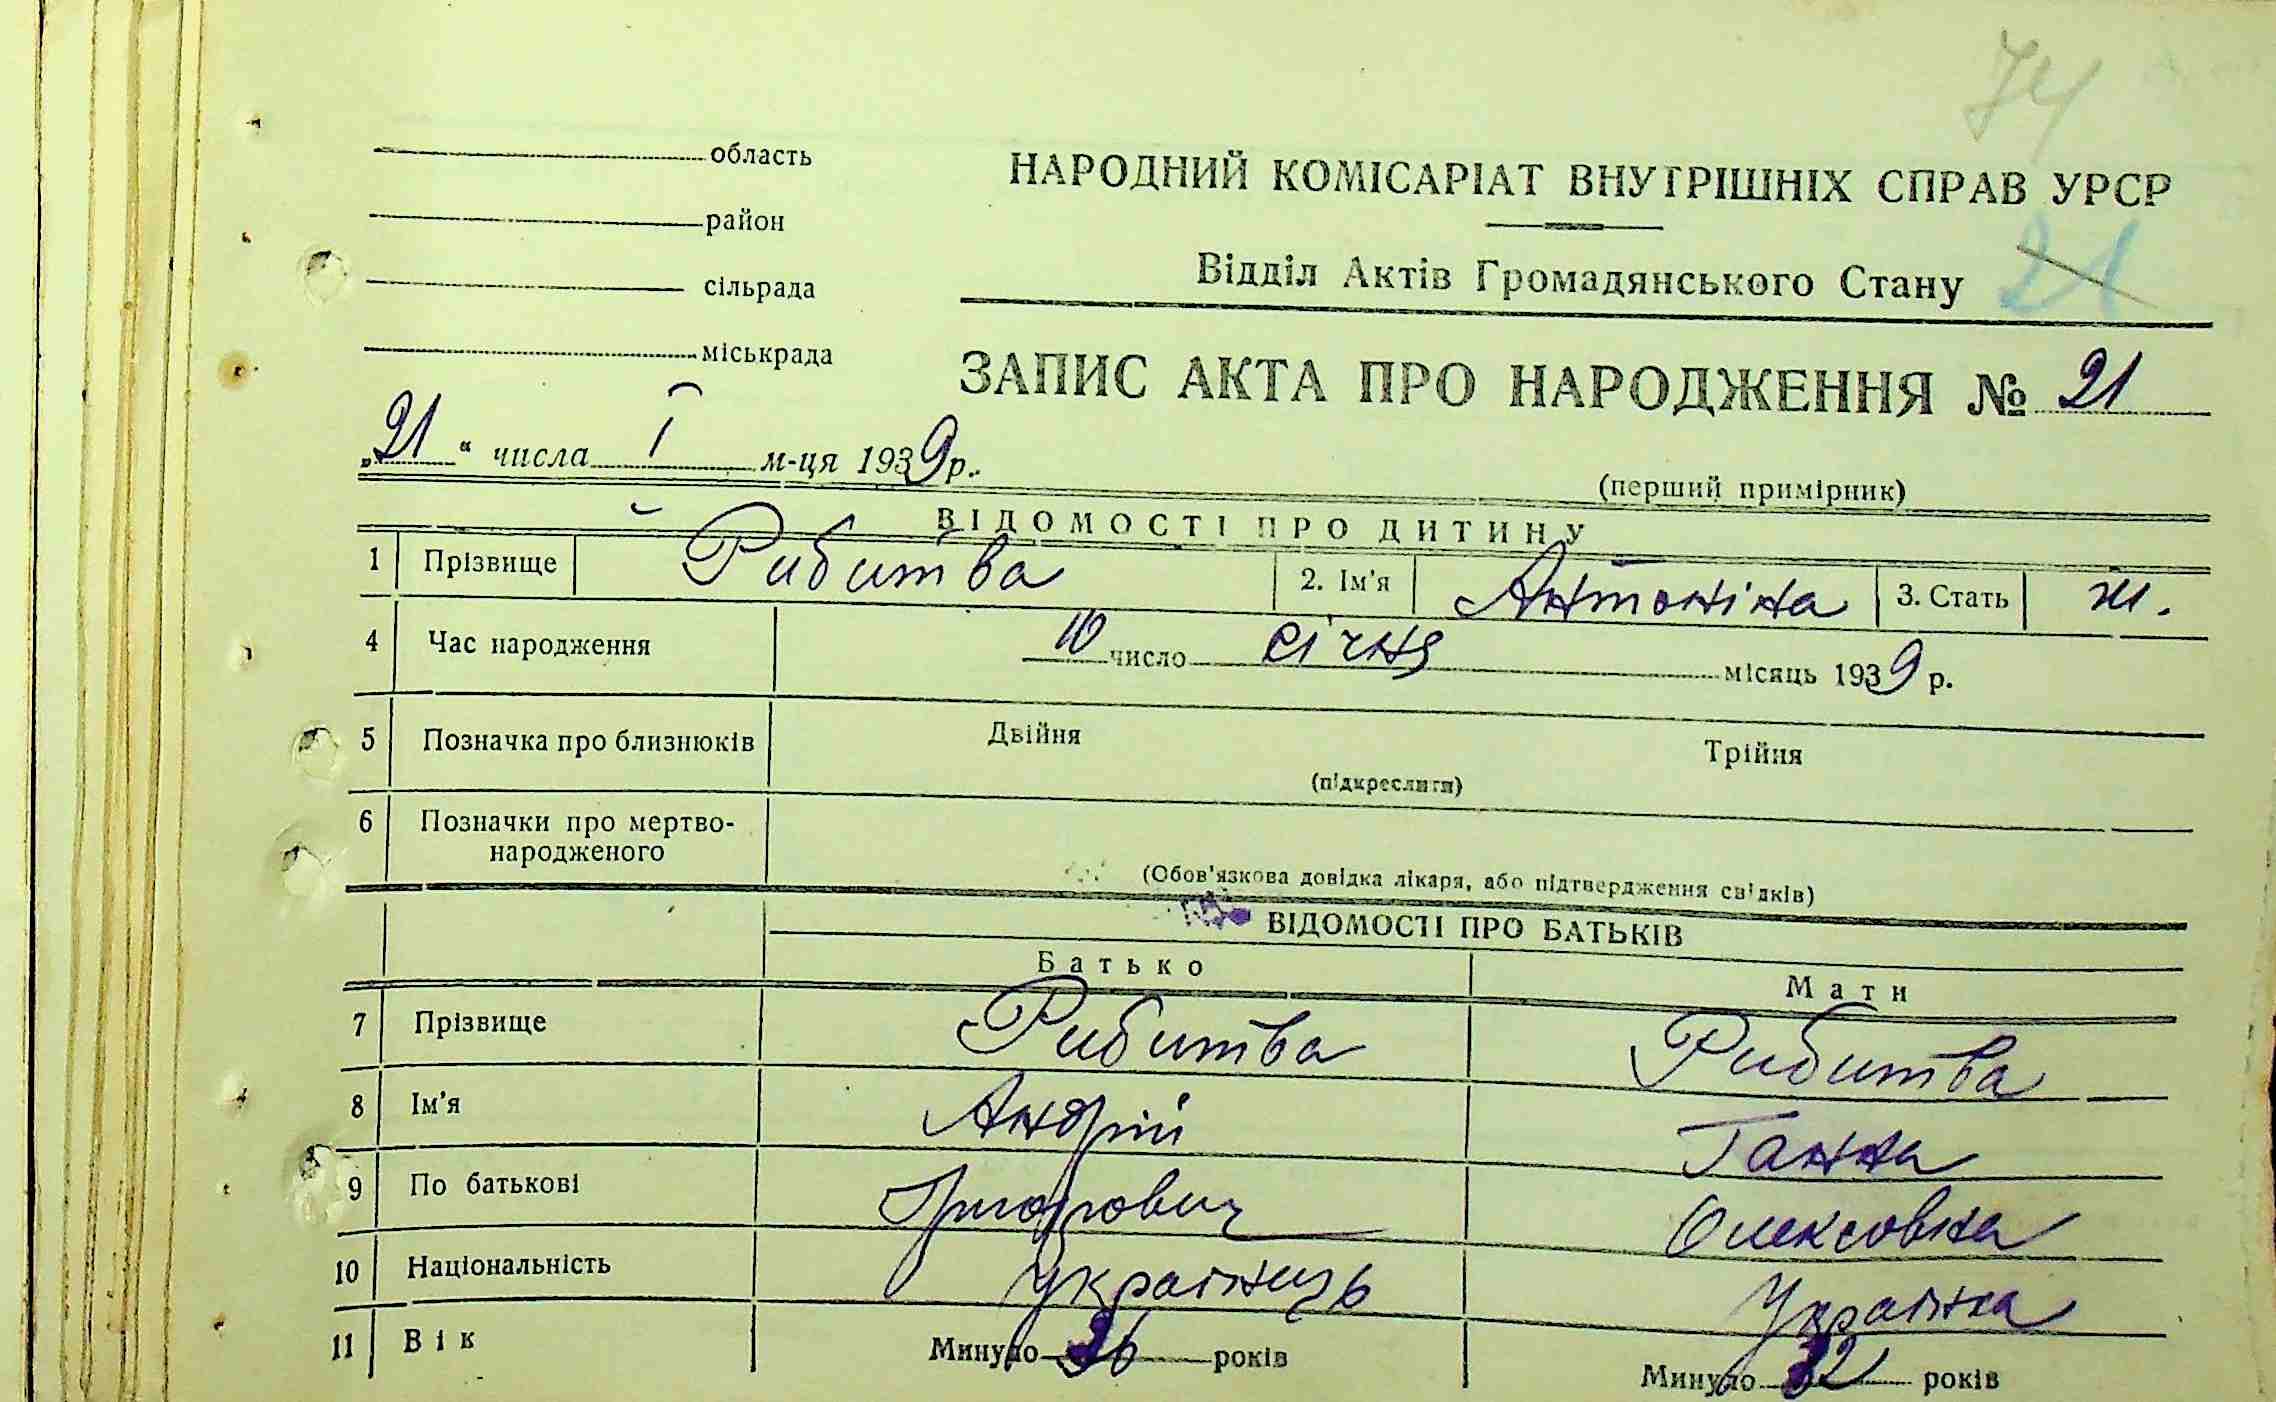 74
область
район
сільрада
міськрада
НАРОДНИЙ КОМІСАРІАТ ВНУТРІШНІХ СПРАВ УРСР
Відділ Актів Громадянського Стану 21
ЗАПИС АКТА ПРО НАРОДЖЕННЯ № 21
„21“ числа I м-ця 1939 р.
(перший примірник)
ВІДОМОСТІ ПРО ДИТИНУ
1 Прізвище Рибитва 2. Ім'я Антоніна 3. Стать ж.
4 Час народження 10 число січня місяць 1939 р.
5 Позначка про близнюків Двійня Трійня
(підкреслити)
6 Позначки про мертво-
народженого
(Обов'язкова довідка лікаря, або підтвердження свідків)
ВІДОМОСТІ ПРО БАТЬКІВ
Батько Мати
7 Прізвище Рибитва Рибитва
8 Ім'я Андрій Ганна
9 По батькові Григорович Олексовна
10 Національність Українець Українка
11 Вік Минуло 36 років Минуло 32 років